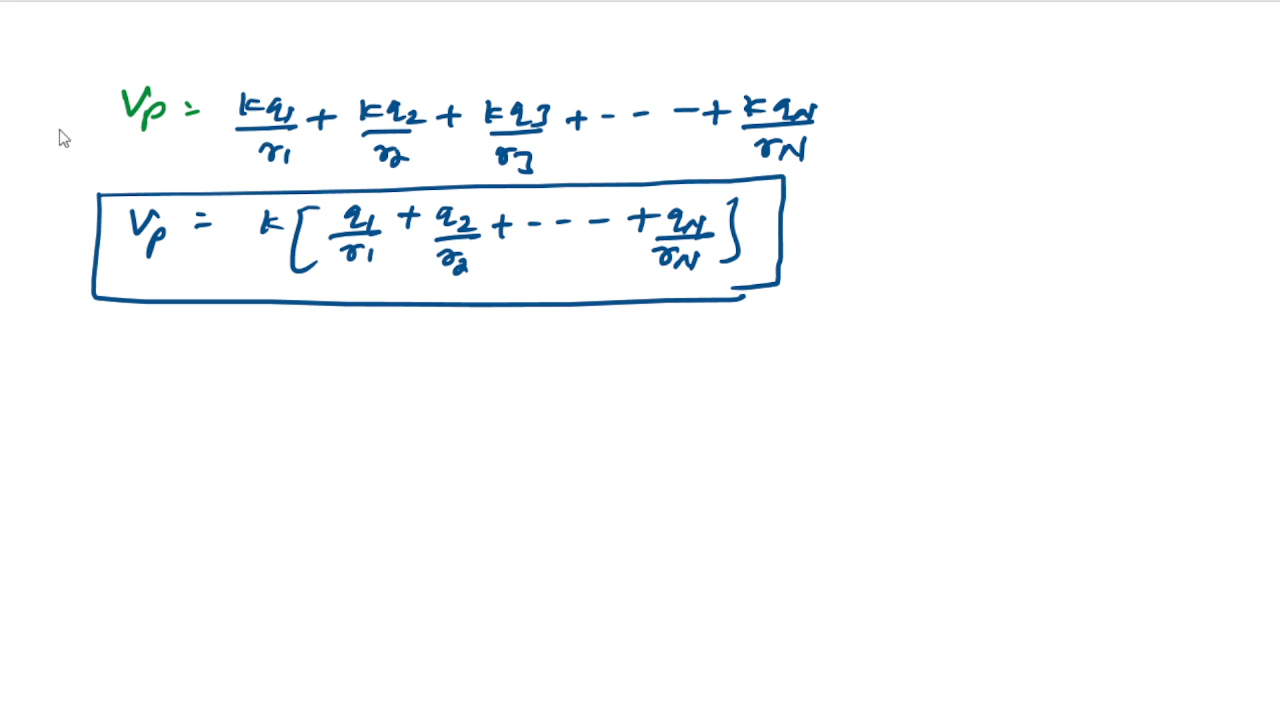 Vp = kq1/r1 + kq2/r2 + kq3/r3 + - - - + kqN/rN
Vp = k[q1/r1 + q2/r2 + - - - + qN/rN]